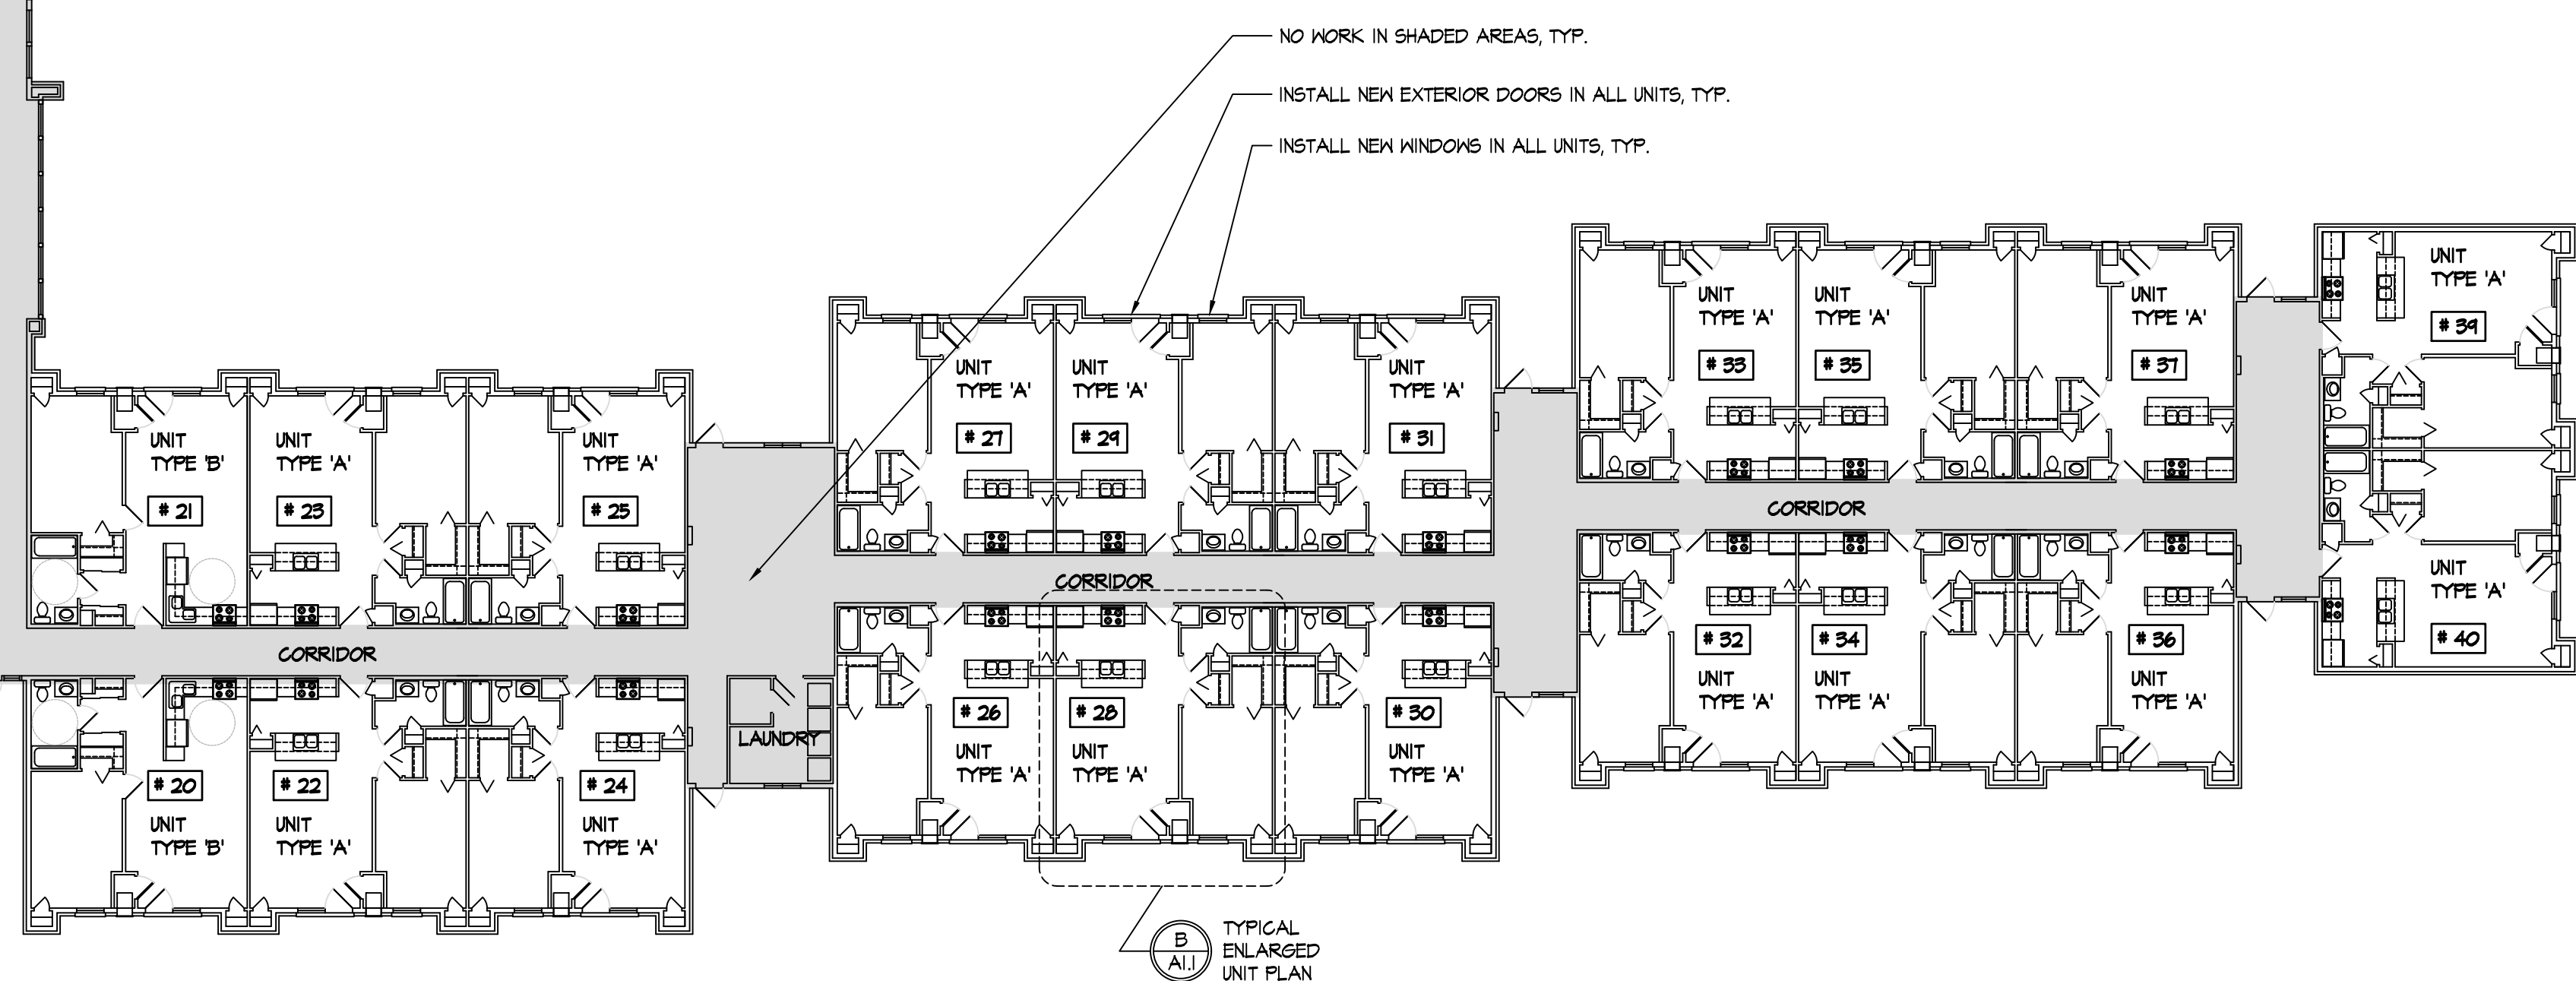 NO WORK IN SHADED AREAS, TYP.
INSTALL NEW EXTERIOR DOORS IN ALL UNITS, TYP.
INSTALL NEW WINDOWS IN ALL UNITS, TYP.
UNIT
TYPE 'B'
# 21
UNIT
TYPE 'A'
# 23
UNIT
TYPE 'A'
# 25
UNIT
TYPE 'A'
# 27
UNIT
TYPE 'A'
# 29
UNIT
TYPE 'A'
# 31
UNIT
TYPE 'A'
# 33
UNIT
TYPE 'A'
# 35
UNIT
TYPE 'A'
# 37
UNIT
TYPE 'A'
# 39
CORRIDOR
CORRIDOR
CORRIDOR
# 20
UNIT
TYPE 'B'
# 22
UNIT
TYPE 'A'
# 24
UNIT
TYPE 'A'
LAUNDRY
# 26
UNIT
TYPE 'A'
# 28
UNIT
TYPE 'A'
# 30
UNIT
TYPE 'A'
# 32
UNIT
TYPE 'A'
# 34
UNIT
TYPE 'A'
# 36
UNIT
TYPE 'A'
UNIT
TYPE 'A'
# 40
B
A1.1
TYPICAL
ENLARGED
UNIT PLAN